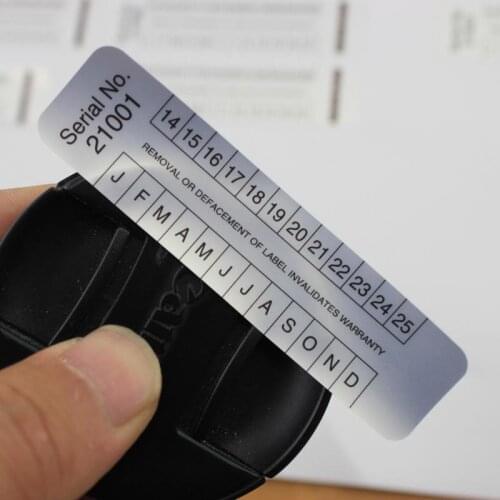 Serial No.
21001
14 15 16 17 18 19 20 21 22 23 24 25
REMOVAL OR DEFACEMENT OF LABEL INVALIDATES WARRANTY
J F M A M J J A S O N D